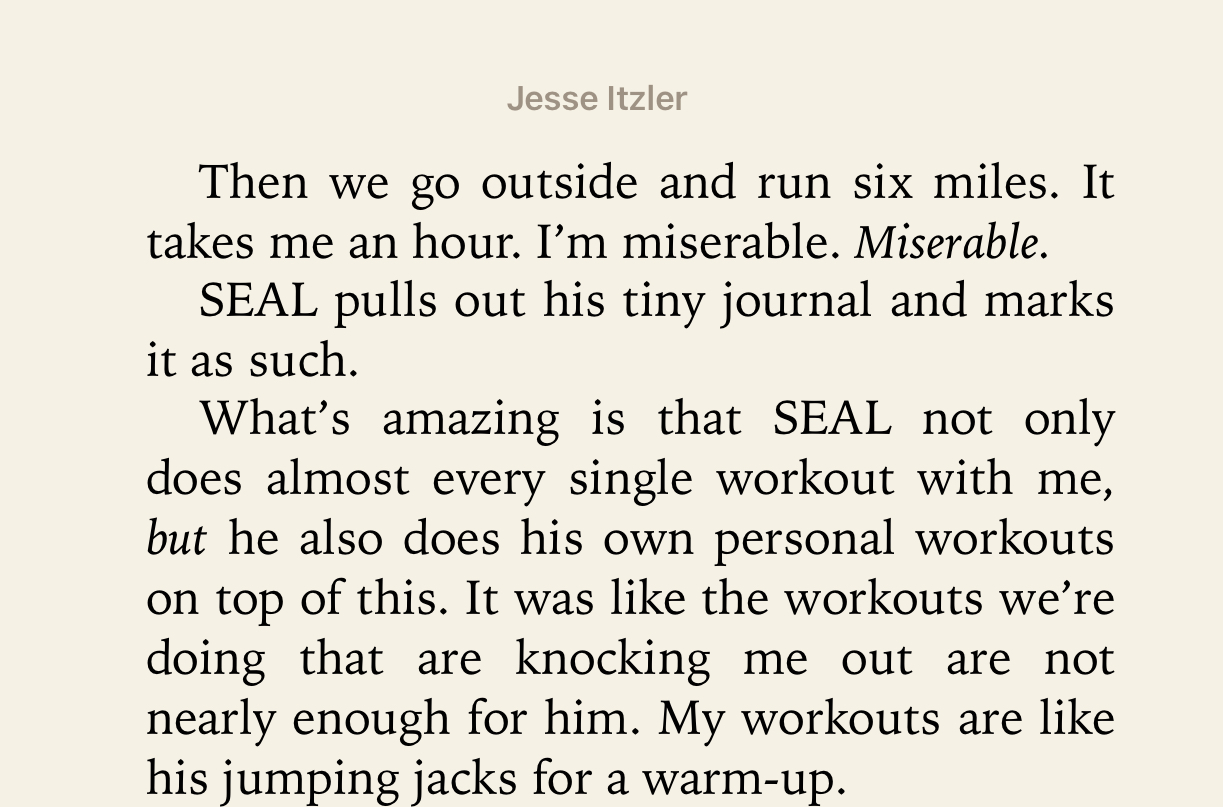 Jesse Itzler
Then we go outside and run six miles. It
takes me an hour. I’m miserable. Miserable.
SEAL pulls out his tiny journal and marks
it as such.
What’s amazing is that SEAL not only
does almost every single workout with me,
but he also does his own personal workouts
on top of this. It was like the workouts we’re
doing that are knocking me out are not
nearly enough for him. My workouts are like
his jumping jacks for a warm-up.